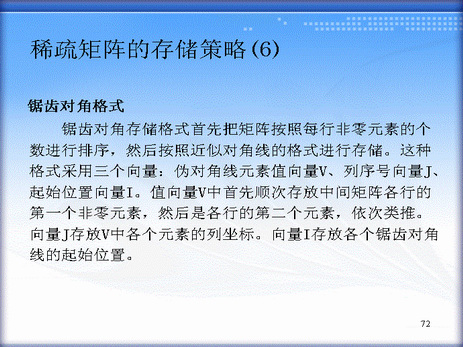 稀疏矩阵的存储策略(6)
锯齿对角格式
锯齿对角存储格式首先把矩阵按照每行非零元素的个
数进行排序，然后按照近似对角线的格式进行存储。这种
格式采用三个向量：伪对角线元素值向量V、列序号向量J、
起始位置向量I。值向量V中首先顺次存放中间矩阵各行的
第一个非零元素，然后是各行的第二个元素，依次类推。
向量J存放V中各个元素的列坐标。向量I存放各个锯齿对角
线的起始位置。
72